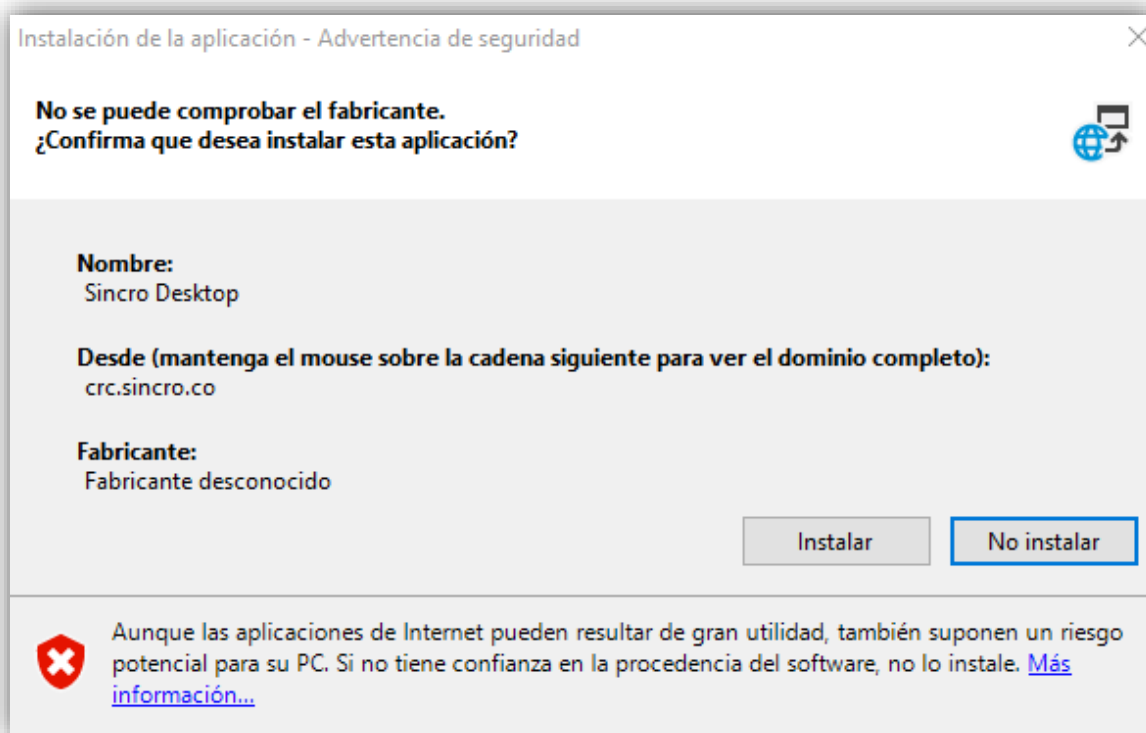 Instalación de la aplicación - Advertencia de seguridad
No se puede comprobar el fabricante.
¿Confirma que desea instalar esta aplicación?
Nombre:
Sincro Desktop
Desde (mantenga el mouse sobre la cadena siguiente para ver el dominio completo):
crc.sincro.co
Fabricante:
Fabricante desconocido
Instalar
No instalar
Aunque las aplicaciones de Internet pueden resultar de gran utilidad, también suponen un riesgo
potencial para su PC. Si no tiene confianza en la procedencia del software, no lo instale. Más
información...